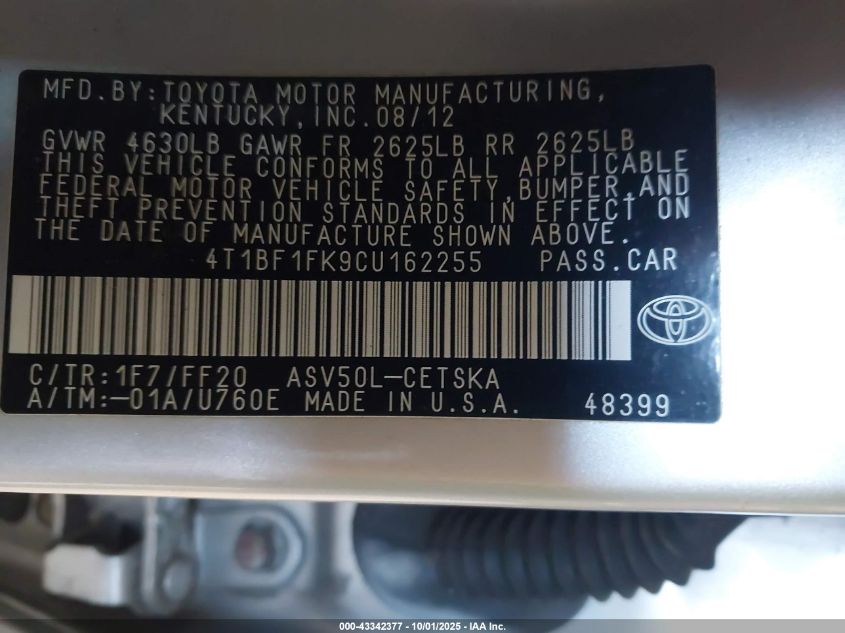 MFD.BY:TOYOTA MOTOR MANUFACTURING,
KENTUCKY,INC.08/12
GVWR 4630LB GAWR FR 2625LB RR 2625LB
THIS VEHICLE CONFORMS TO ALL APPLICABLE
FEDERAL MOTOR VEHICLE SAFETY,BUMPER,AND
THEFT PREVENTION STANDARDS IN EFFECT ON
THE DATE OF MANUFACTURE SHOWN ABOVE.
4T1BF1FK9CU162255 PASS.CAR
C/TR:1F7/FF20 ASV50L-CETSKA
A/TM:-01A/U760E MADE IN U.S.A. 48399
000-43342377 - 10/01/2025 - IAA Inc.